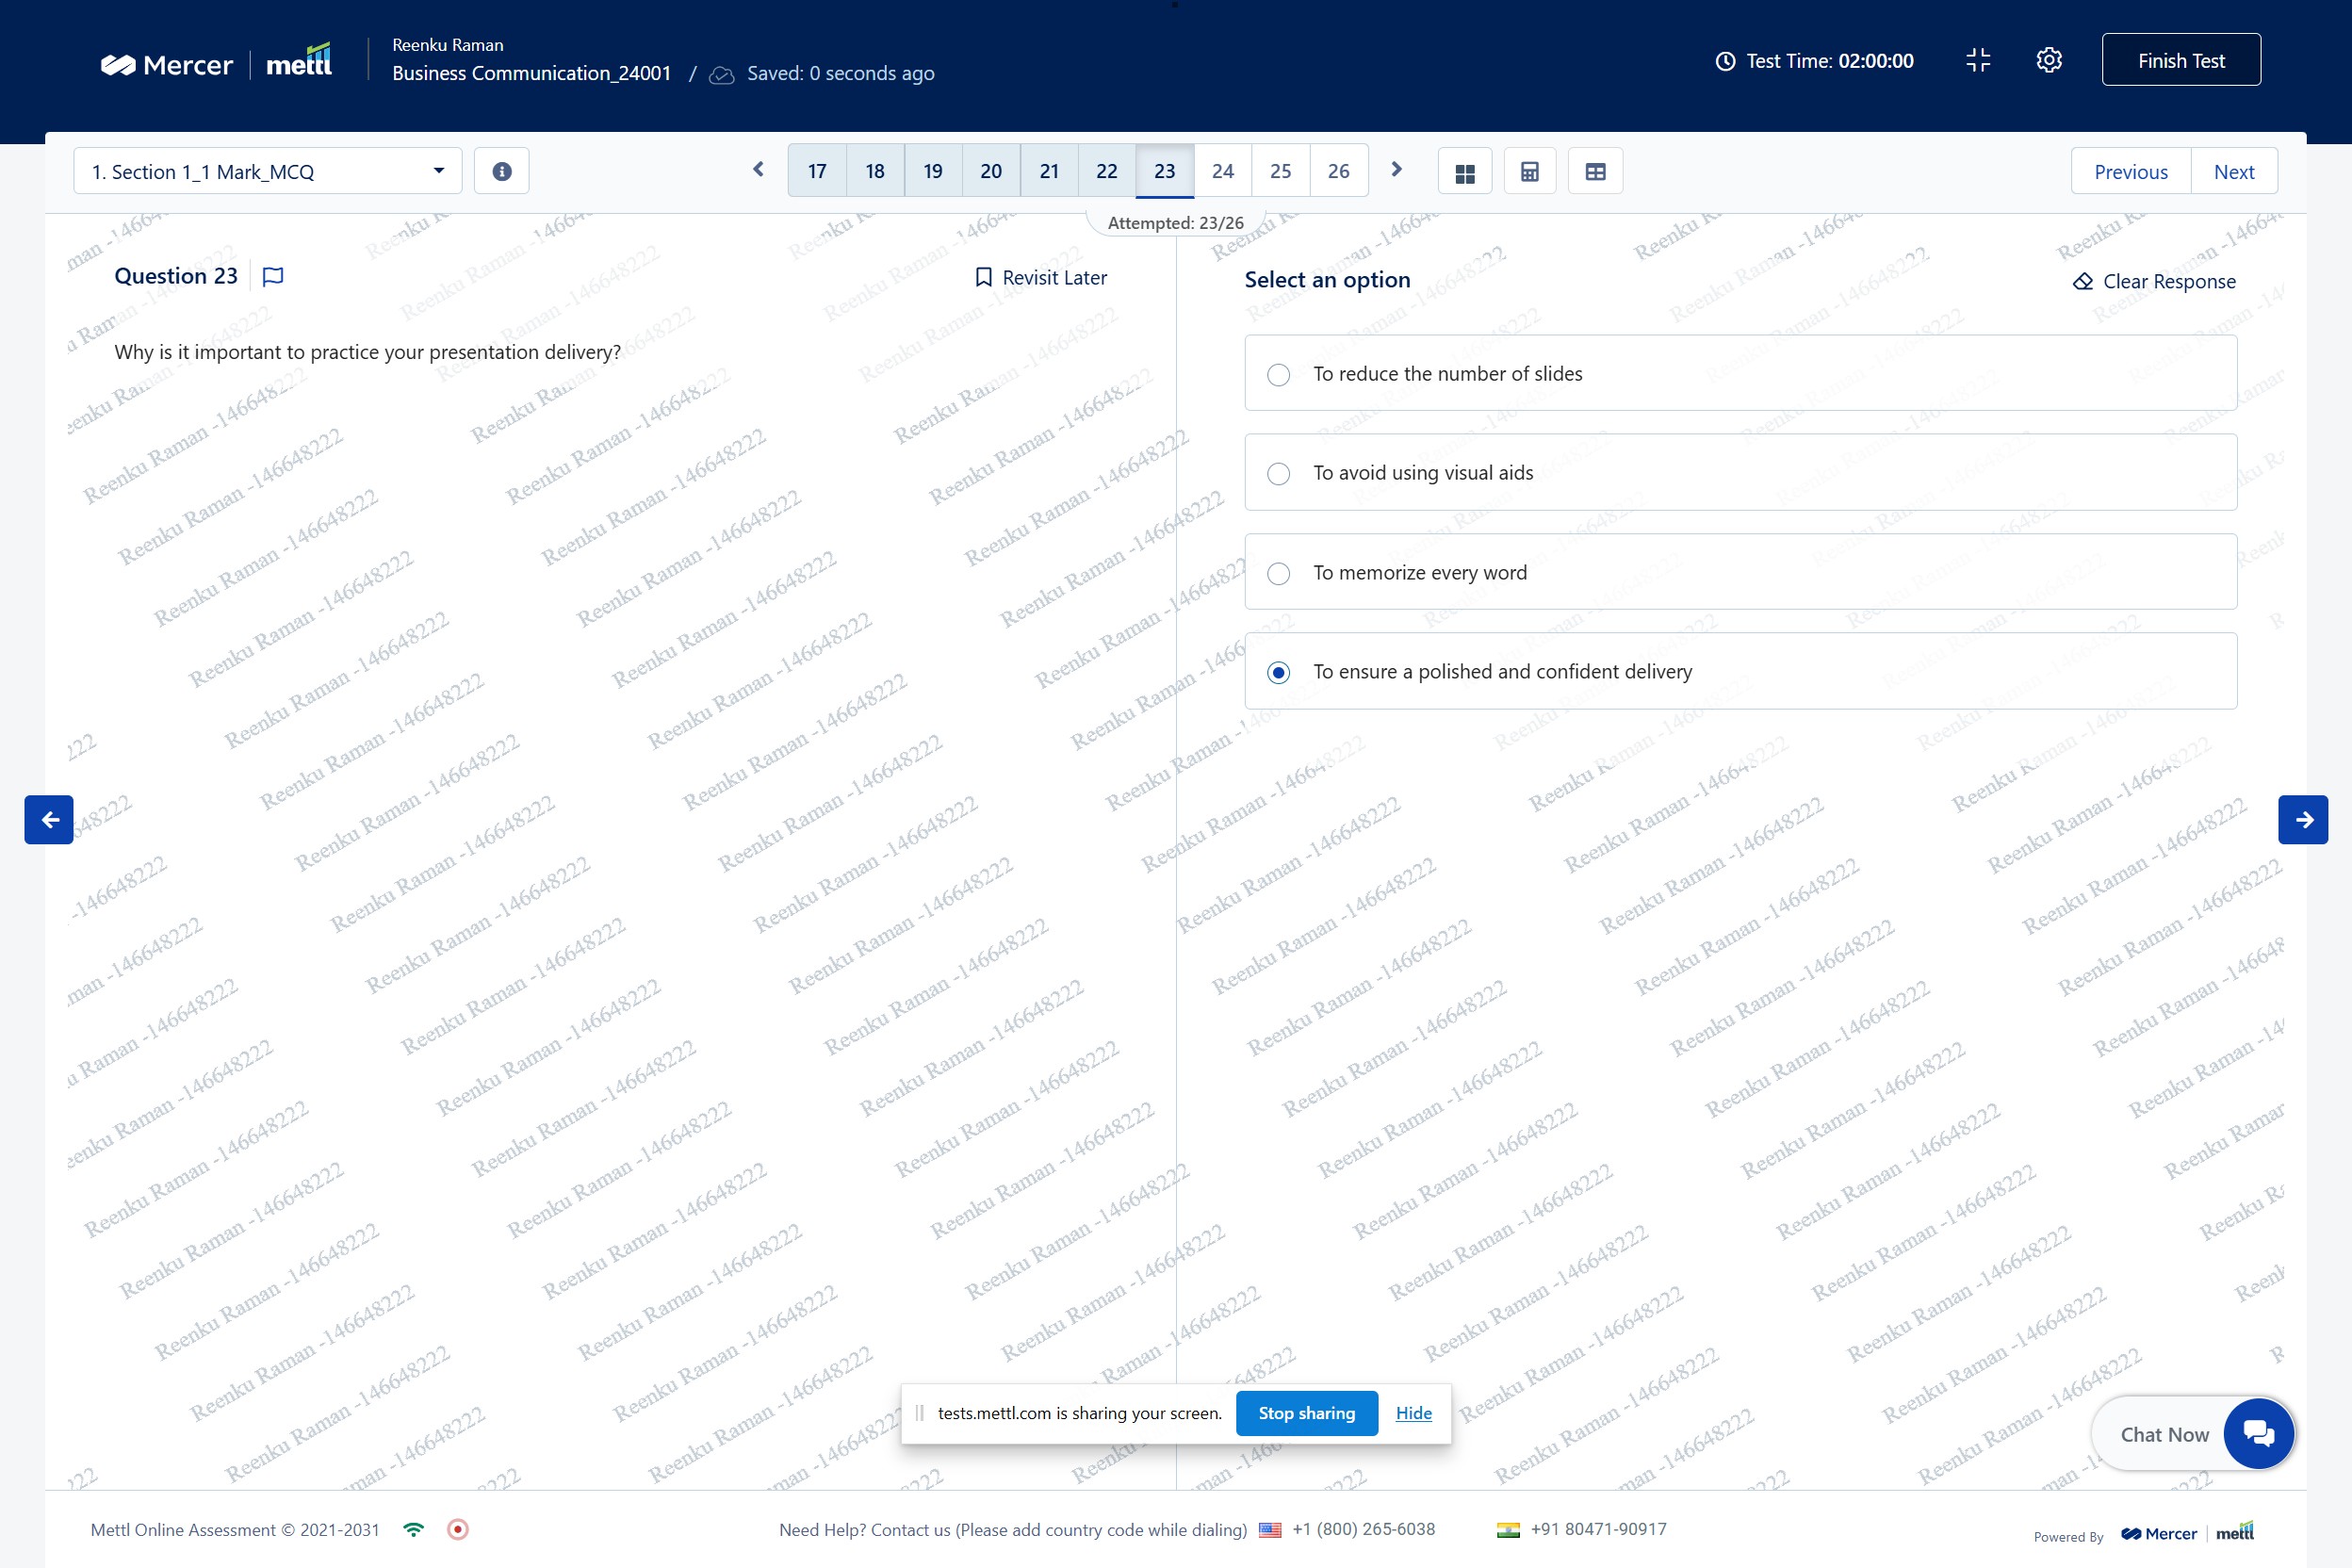 Mercer | mettl
Reenku Raman
Business Communication_24001 / Saved: 0 seconds ago
Test Time: 02:00:00
Finish Test
1. Section 1_1 Mark_MCQ
17 18 19 20 21 22 23 24 25 26
Previous Next
Attempted: 23/26
Question 23
Revisit Later
Why is it important to practice your presentation delivery?
Select an option
Clear Response
To reduce the number of slides
To avoid using visual aids
To memorize every word
To ensure a polished and confident delivery
Reenku Raman -146648222
tests.mettl.com is sharing your screen.
Stop sharing
Hide
Chat Now
Mettl Online Assessment © 2021-2031
Need Help? Contact us (Please add country code while dialing) +1 (800) 265-6038 +91 80471-90917
Powered By Mercer | mettl